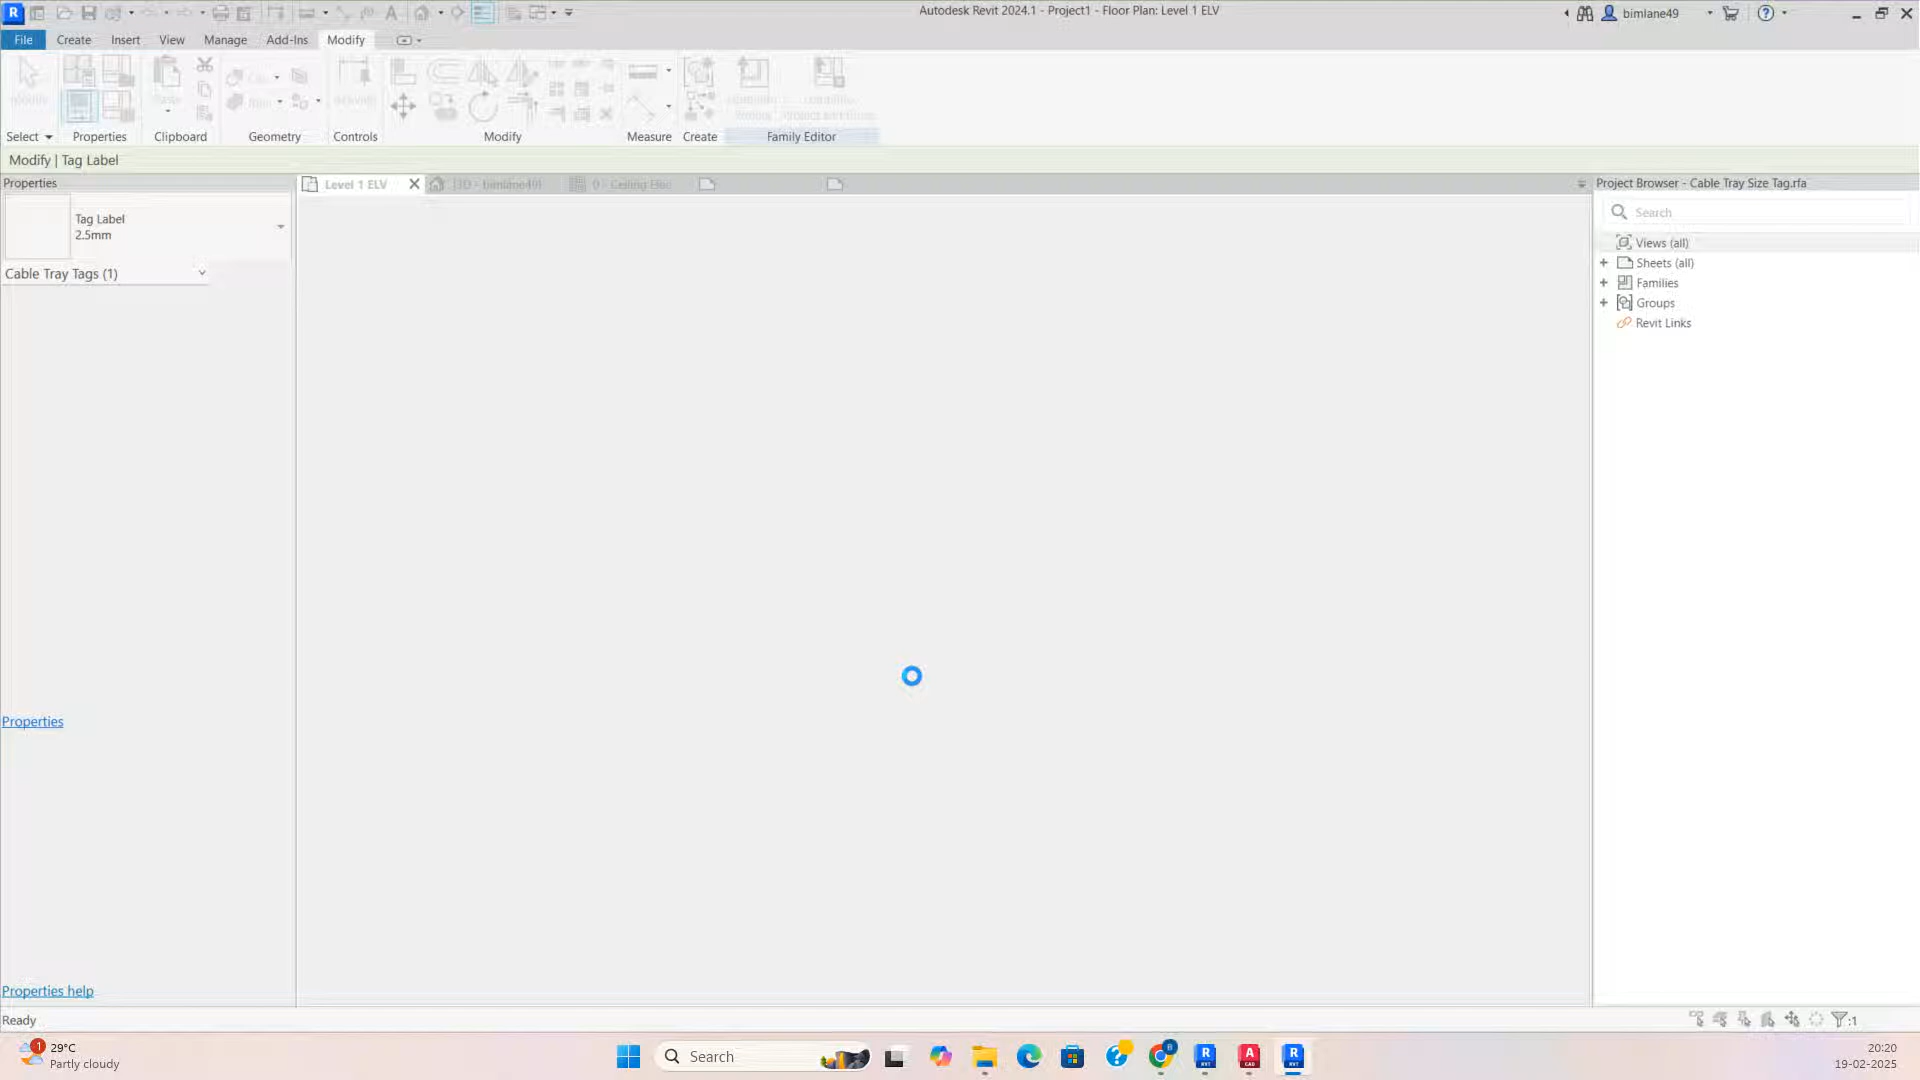 Autodesk Revit 2024.1 - Project1 - Floor Plan: Level 1 ELV
bimlane49
File Create Insert View Manage Add-Ins Modify
Select Properties Clipboard Geometry Controls Modify Measure Create Family Editor
Modify | Tag Label
Properties
Level 1 ELV
Project Browser - Cable Tray Size Tag.rfa
Tag Label
2.5mm
Cable Tray Tags (1)
Search
Views (all)
Sheets (all)
Families
Groups
Revit Links
Properties
Properties help
Ready
:1
1
29°C
Partly cloudy
Search
20:20
19-02-2025